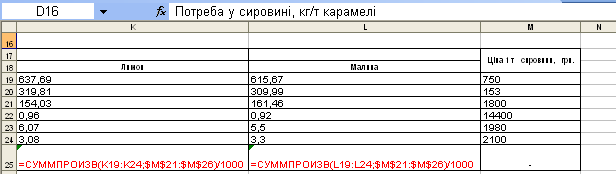 D16 fx Потреба у сировині, кг/т карамелі
K L M N
16
17 Ціна 1 т сировини, грн.
18 Лимон Малина
19 637,69 615,67 750
20 319,81 309,99 153
21 154,03 161,46 1800
22 0,96 0,92 14400
23 6,07 5,5 1980
24 3,08 3,3 2100
25 =СУММПРОИЗВ(K19:K24;$M$21:$M$26)/1000 =СУММПРОИЗВ(L19:L24;$M$21:$M$26)/1000 -